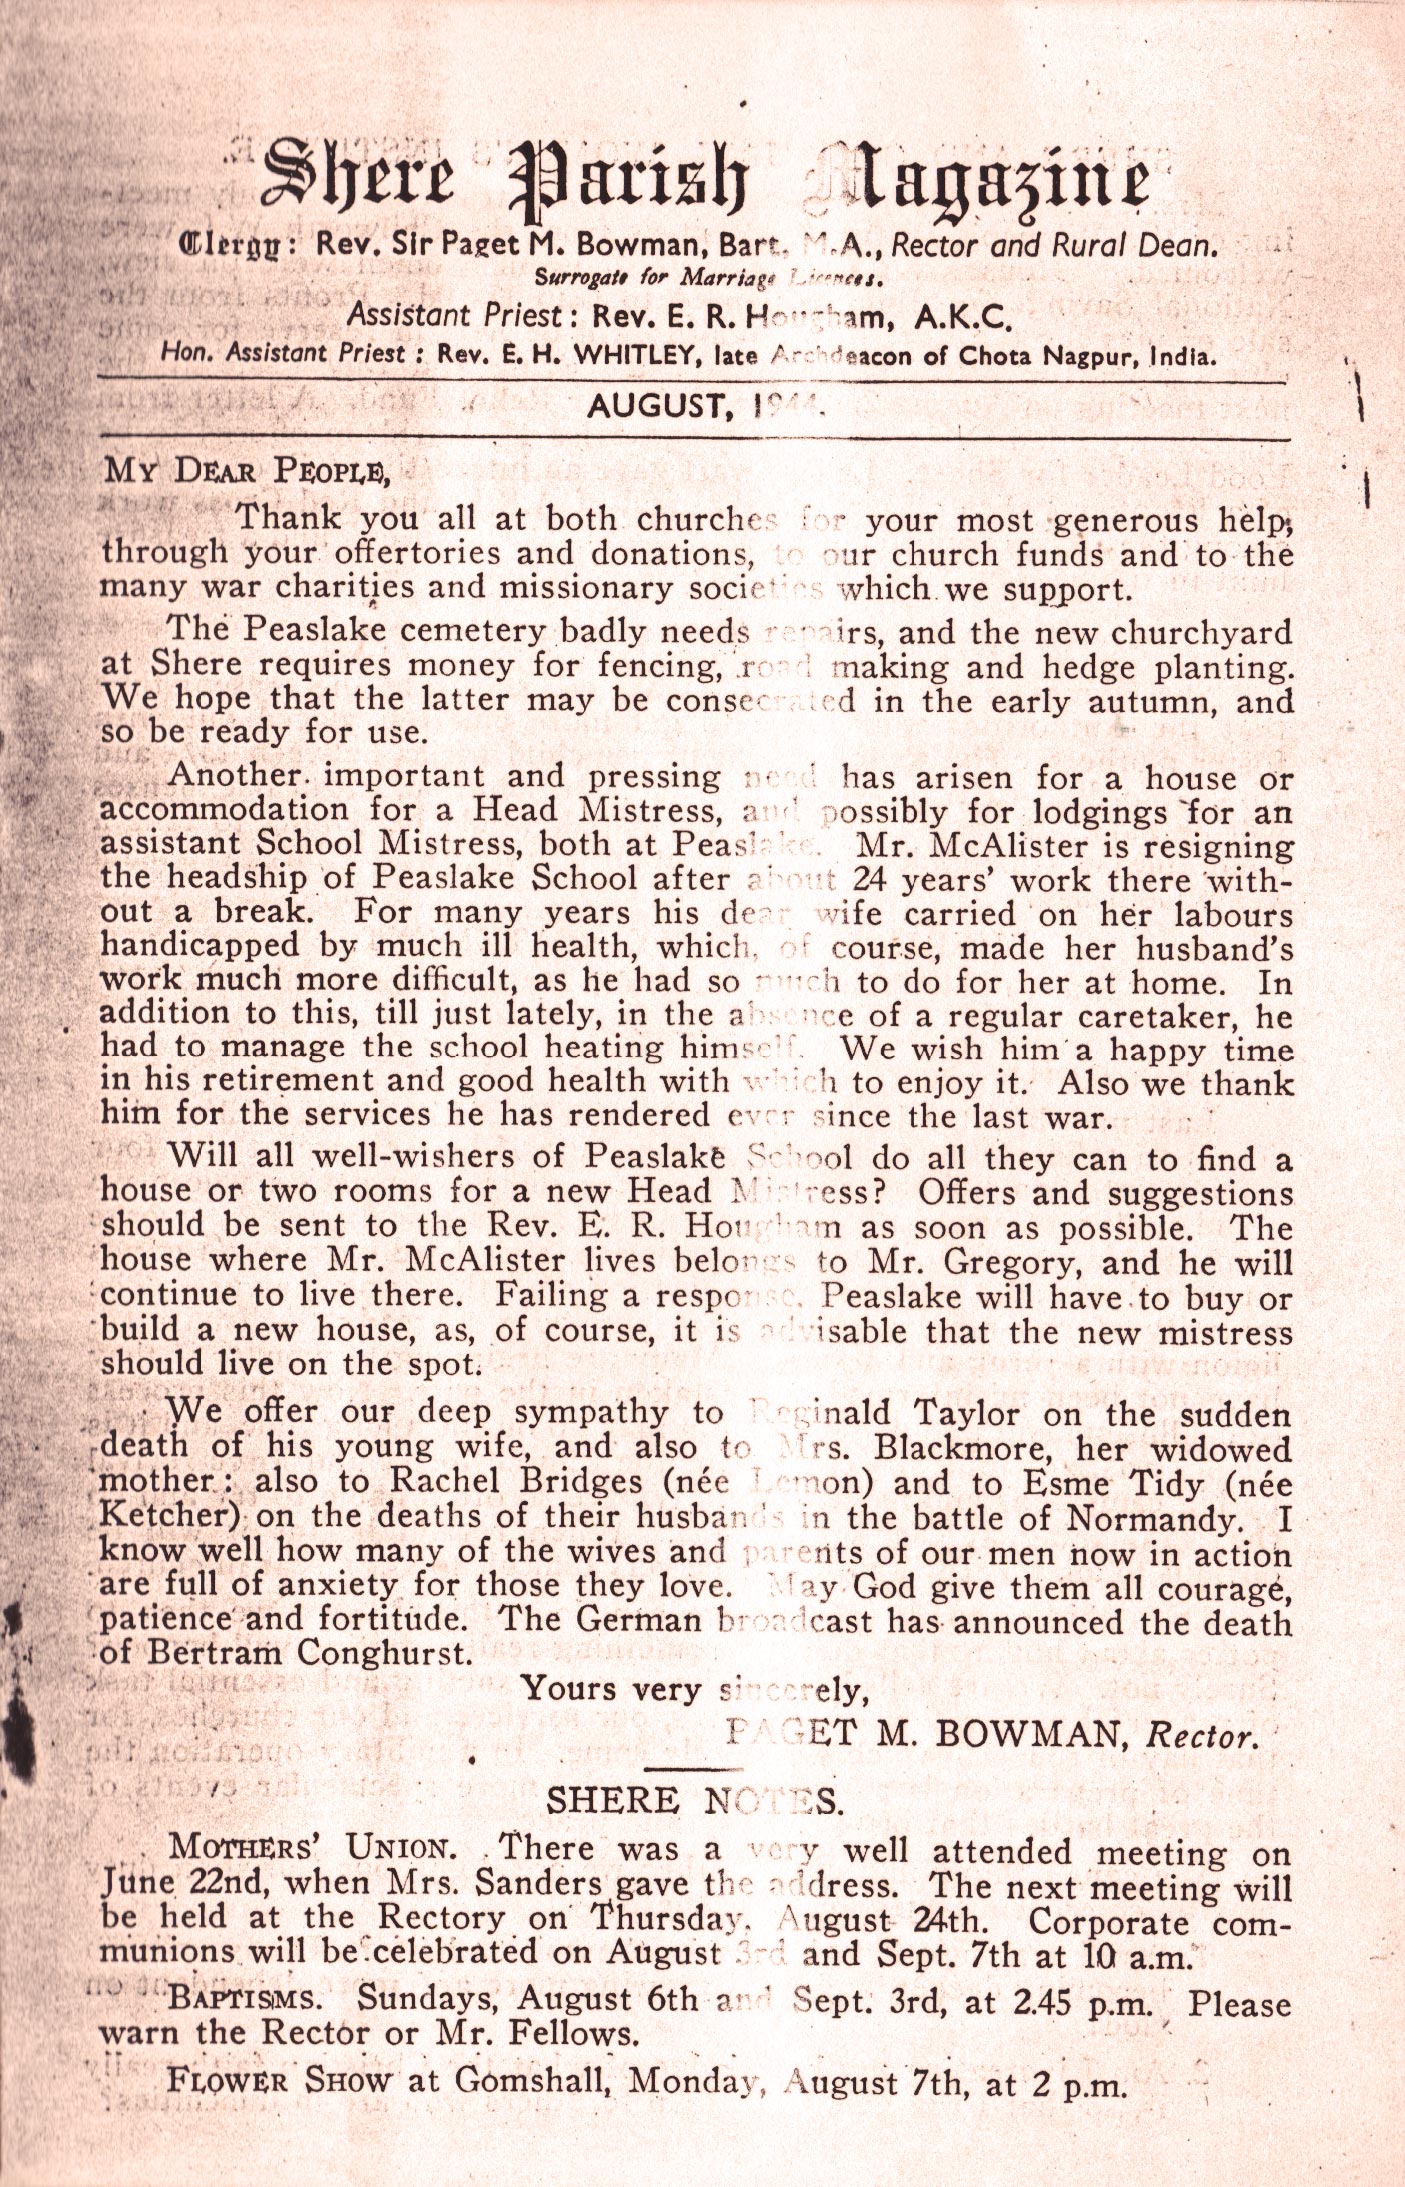 Shere Parish Magazine
Clergy: Rev. Sir Paget M. Bowman, Bart. M.A., Rector and Rural Dean.
Surrogate for Marriage Licences.
Assistant Priest: Rev. E. R. Hougham, A.K.C.
Hon. Assistant Priest: Rev. E. H. WHITLEY, late Archdeacon of Chota Nagpur, India.
AUGUST, 1944.
MY DEAR PEOPLE,
Thank you all at both churches for your most generous help,
through your offertories and donations, to our church funds and to the
many war charities and missionary societies which we support.
The Peaslake cemetery badly needs repairs, and the new churchyard
at Shere requires money for fencing, road making and hedge planting.
We hope that the latter may be consecrated in the early autumn, and
so be ready for use.
Another important and pressing need has arisen for a house or
accommodation for a Head Mistress, and possibly for lodgings for an
assistant School Mistress, both at Peaslake. Mr. McAlister is resigning
the headship of Peaslake School after about 24 years' work there with-
out a break. For many years his dear wife carried on her labours
handicapped by much ill health, which, of course, made her husband's
work much more difficult, as he had so much to do for her at home. In
addition to this, till just lately, in the absence of a regular caretaker, he
had to manage the school heating himself. We wish him a happy time
in his retirement and good health with which to enjoy it. Also we thank
him for the services he has rendered ever since the last war.
Will all well-wishers of Peaslake School do all they can to find a
house or two rooms for a new Head Mistress? Offers and suggestions
should be sent to the Rev. E. R. Hougham as soon as possible. The
house where Mr. McAlister lives belongs to Mr. Gregory, and he will
continue to live there. Failing a response, Peaslake will have to buy or
build a new house, as, of course, it is advisable that the new mistress
should live on the spot.
We offer our deep sympathy to Reginald Taylor on the sudden
death of his young wife, and also to Mrs. Blackmore, her widowed
mother: also to Rachel Bridges (née Lemon) and to Esme Tidy (née
Ketcher) on the deaths of their husbands in the battle of Normandy. I
know well how many of the wives and parents of our men now in action
are full of anxiety for those they love. May God give them all courage,
patience and fortitude. The German broadcast has announced the death
of Bertram Conghurst.
Yours very sincerely,
PAGET M. BOWMAN, Rector.
SHERE NOTES.
MOTHERS' UNION. There was a very well attended meeting on
June 22nd, when Mrs. Sanders gave the address. The next meeting will
be held at the Rectory on Thursday, August 24th. Corporate com-
munions will be celebrated on August 3rd and Sept. 7th at 10 a.m.
BAPTISMS. Sundays, August 6th and Sept. 3rd, at 2.45 p.m. Please
warn the Rector or Mr. Fellows.
FLOWER SHOW at Gomshall, Monday, August 7th, at 2 p.m.